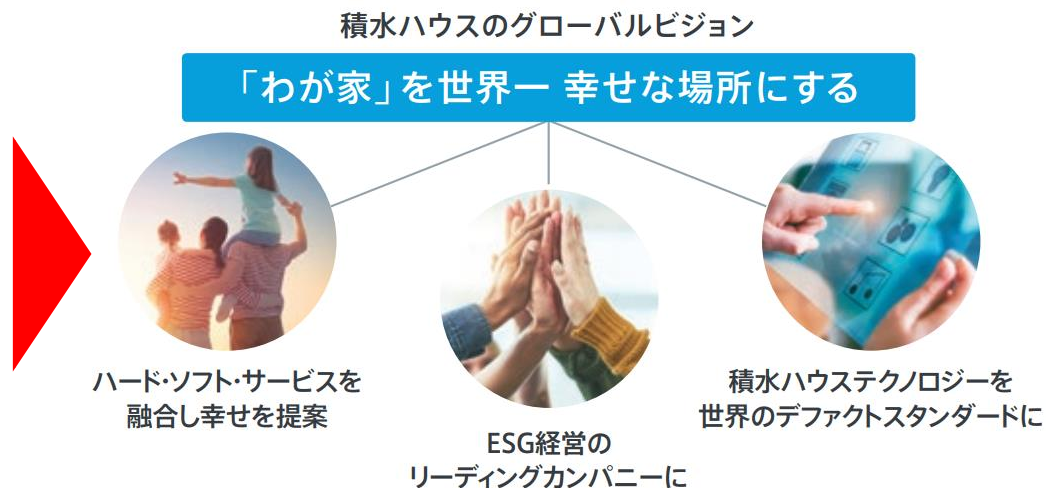 積水ハウスのグローバルビジョン
「わが家」を世界一 幸せな場所にする
ハード・ソフト・サービスを
融合し幸せを提案
ESG経営の
リーディングカンパニーに
積水ハウステクノロジーを
世界のデファクトスタンダードに